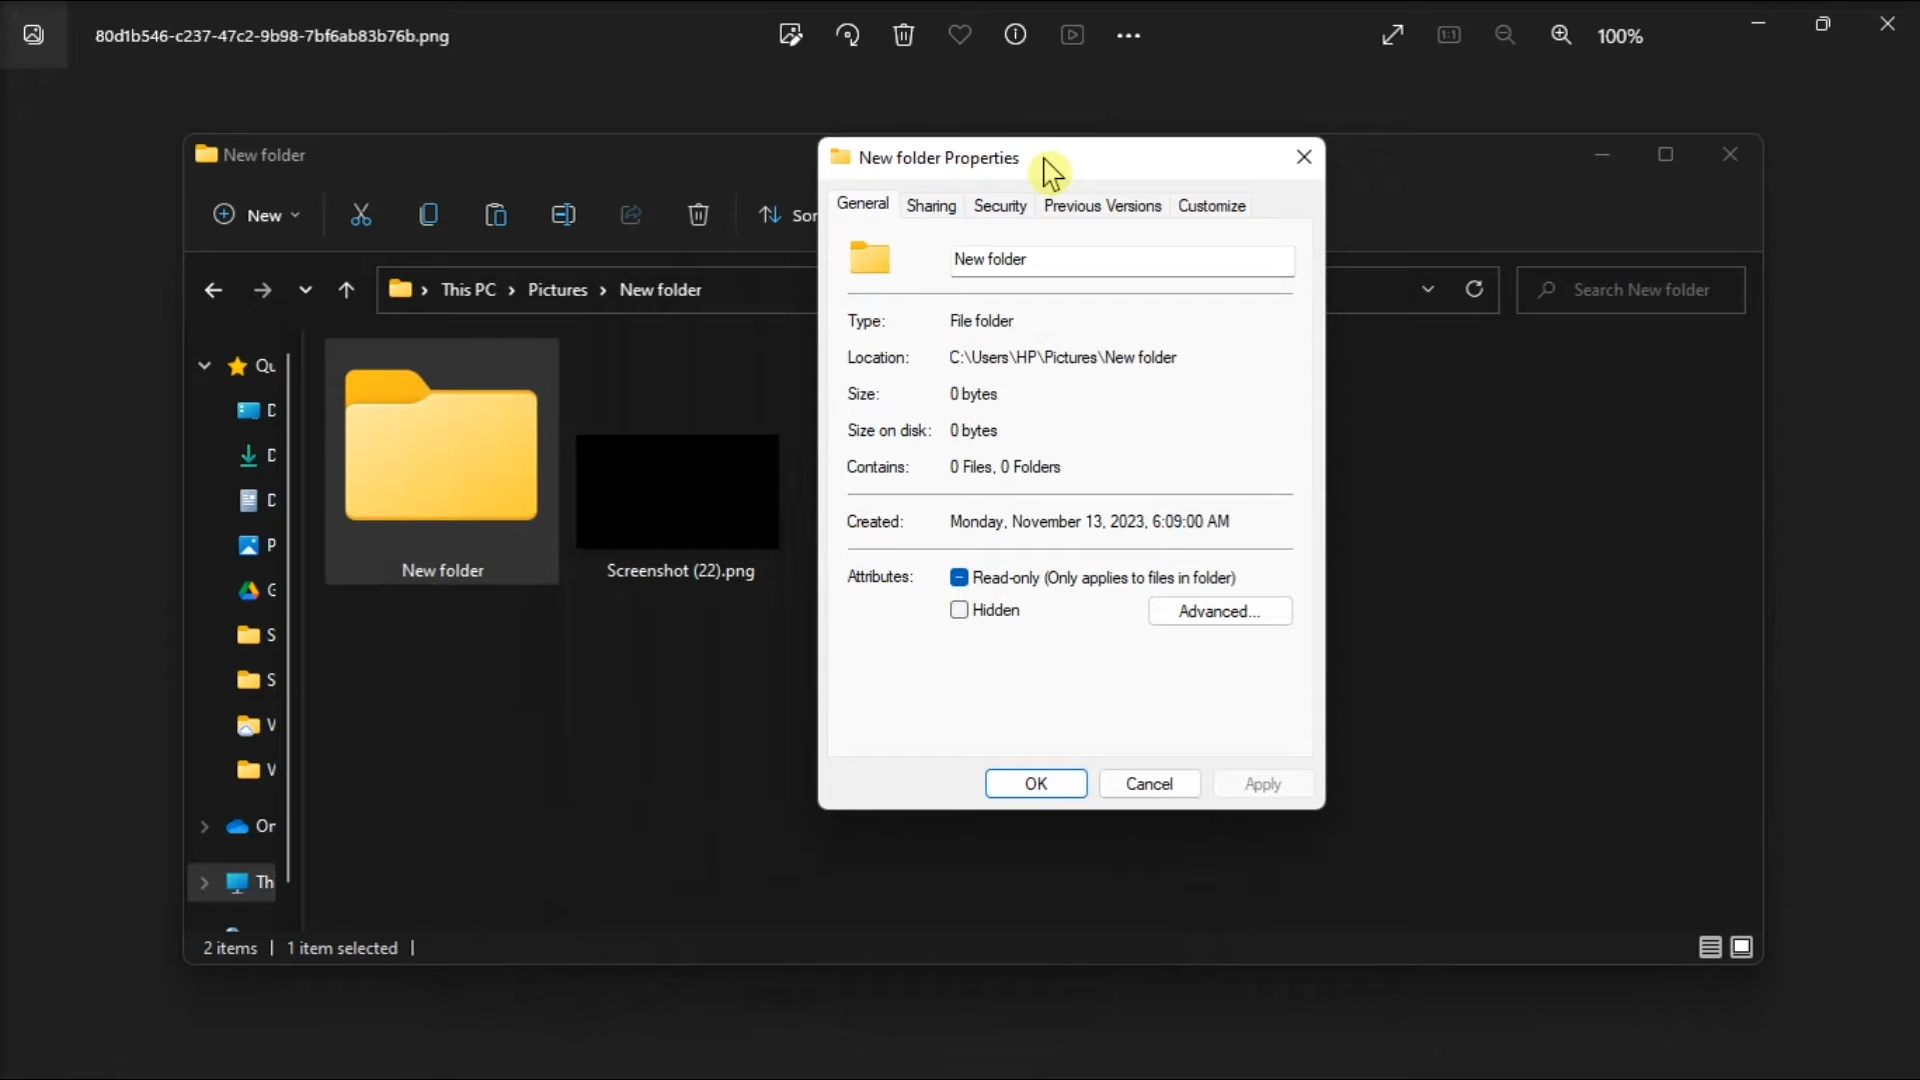 80d1b546-c237-47c2-9b98-7bf6ab83b76b.png
100%
New folder
New
Sor
This PC > Pictures > New folder
Search New folder
Qu
D
D
D
P
G
S
S
V
V
Or
Th
New folder
Screenshot (22).png
2 items | 1 item selected |
New folder Properties
General Sharing Security Previous Versions Customize
New folder
Type: File folder
Location: C:\Users\HP\Pictures\New folder
Size: 0 bytes
Size on disk: 0 bytes
Contains: 0 Files, 0 Folders
Created: Monday, November 13, 2023, 6:09:00 AM
Attributes: Read-only (Only applies to files in folder)
Hidden Advanced...
OK Cancel Apply